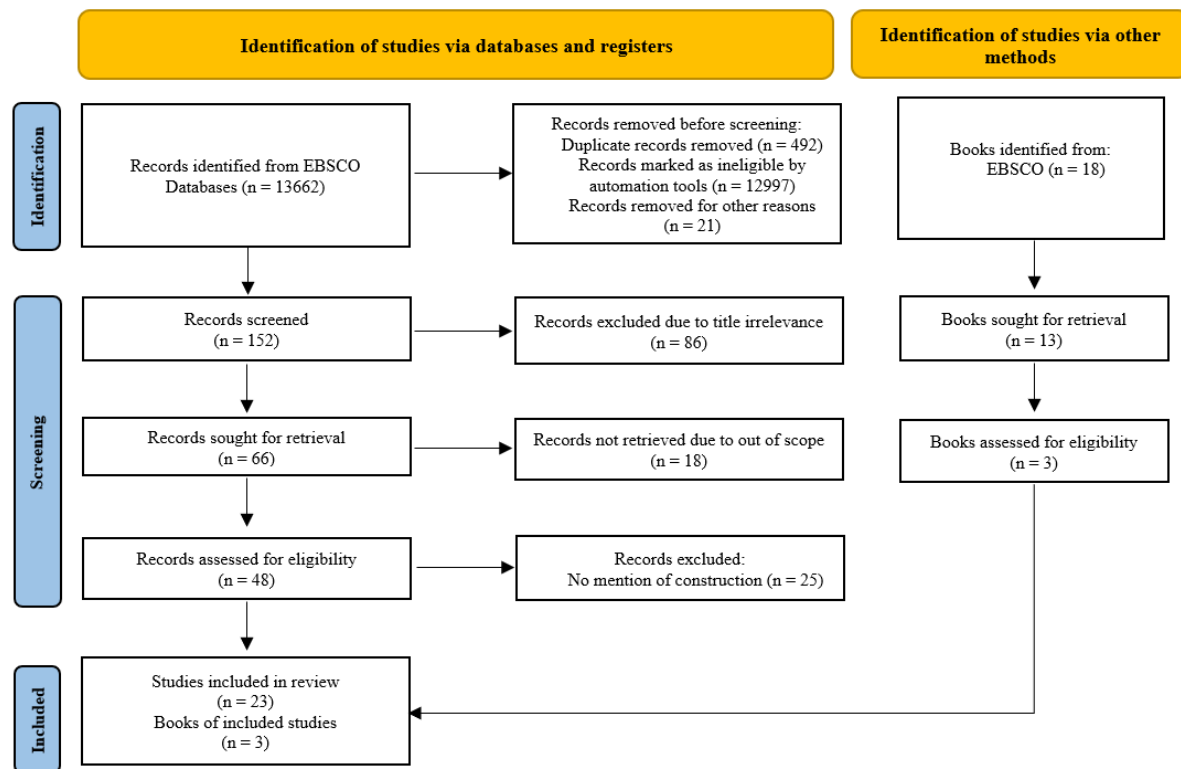 Identification of studies via databases and registers
Identification of studies via other
methods
Identification
Records identified from EBSCO
Databases (n = 13662)
Records removed before screening:
Duplicate records removed (n = 492)
Records marked as ineligible by
automation tools (n = 12997)
Records removed for other reasons
(n = 21)
Books identified from:
EBSCO (n = 18)
Screening
Records screened
(n = 152)
Records excluded due to title irrelevance
(n = 86)
Books sought for retrieval
(n = 13)
Records sought for retrieval
(n = 66)
Records not retrieved due to out of scope
(n = 18)
Books assessed for eligibility
(n = 3)
Records assessed for eligibility
(n = 48)
Records excluded:
No mention of construction (n = 25)
Included
Studies included in review
(n = 23)
Books of included studies
(n = 3)